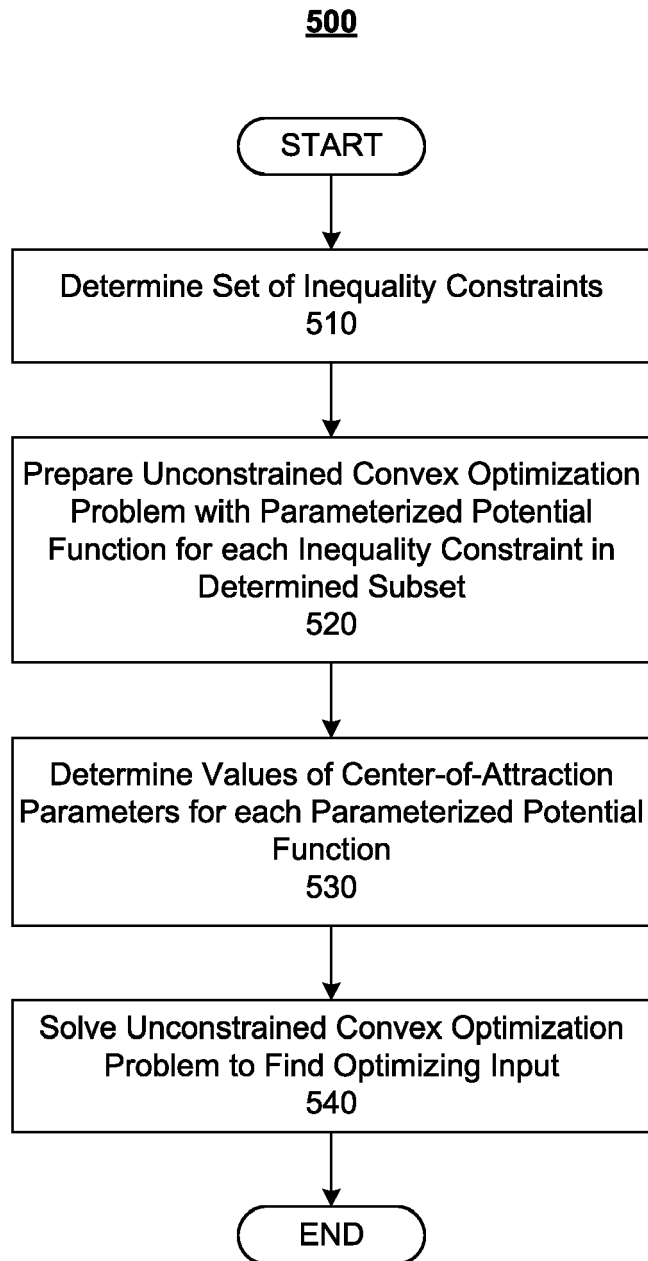 500
START
Determine Set of Inequality Constraints
510
Prepare Unconstrained Convex Optimization
Problem with Parameterized Potential
Function for each Inequality Constraint in
Determined Subset
520
Determine Values of Center-of-Attraction
Parameters for each Parameterized Potential
Function
530
Solve Unconstrained Convex Optimization
Problem to Find Optimizing Input
540
END